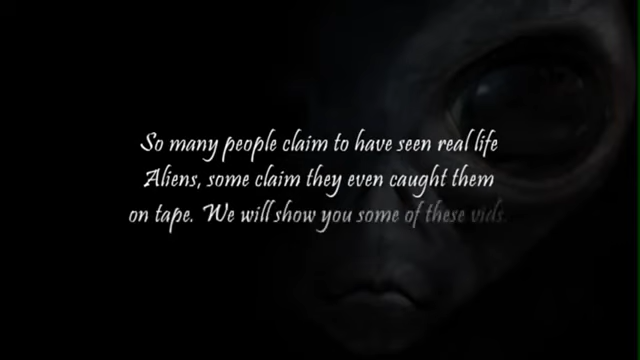 So many people claim to have seen real life
Aliens, some claim they even caught them
on tape. We will show you some of these vids.